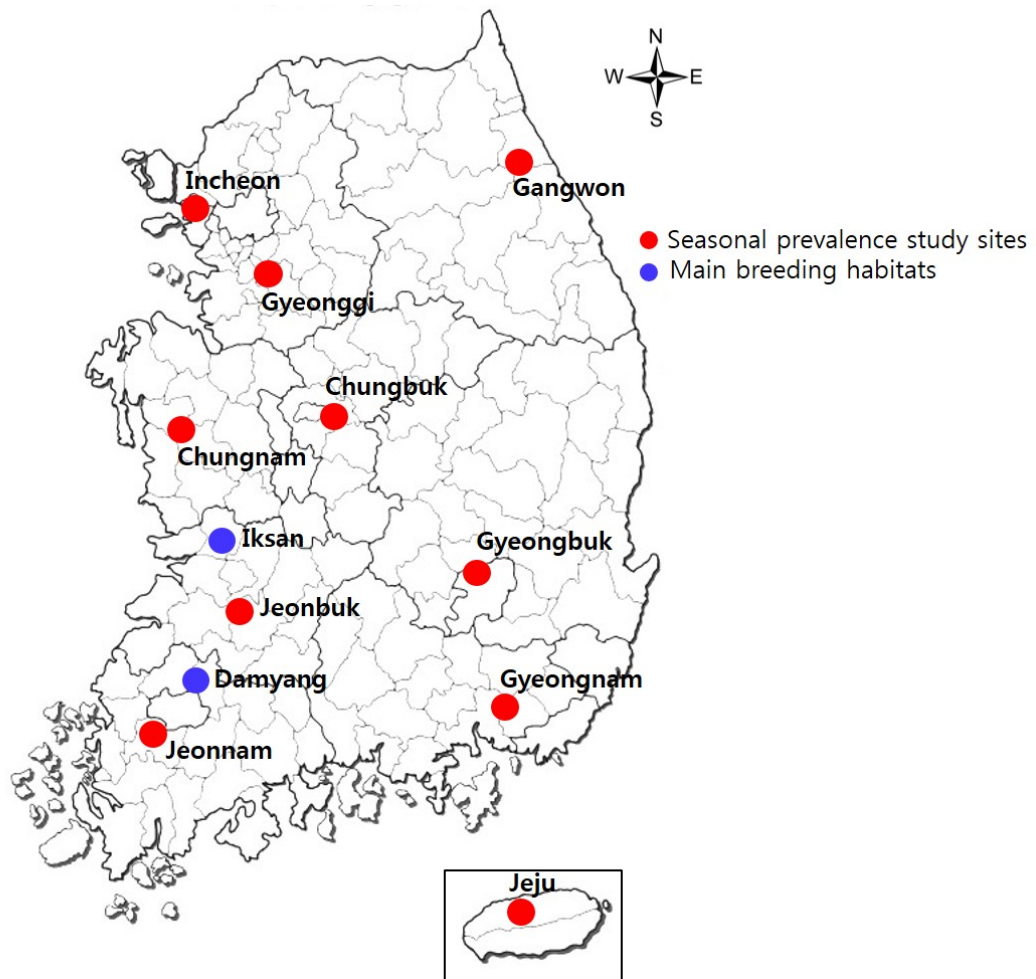 N
W E
S
Incheon
Gangwon
Seasonal prevalence study sites
Main breeding habitats
Gyeonggi
Chungbuk
Chungnam
Iksan
Gyeongbuk
Jeonbuk
Damyang
Gyeongnam
Jeonnam
Jeju